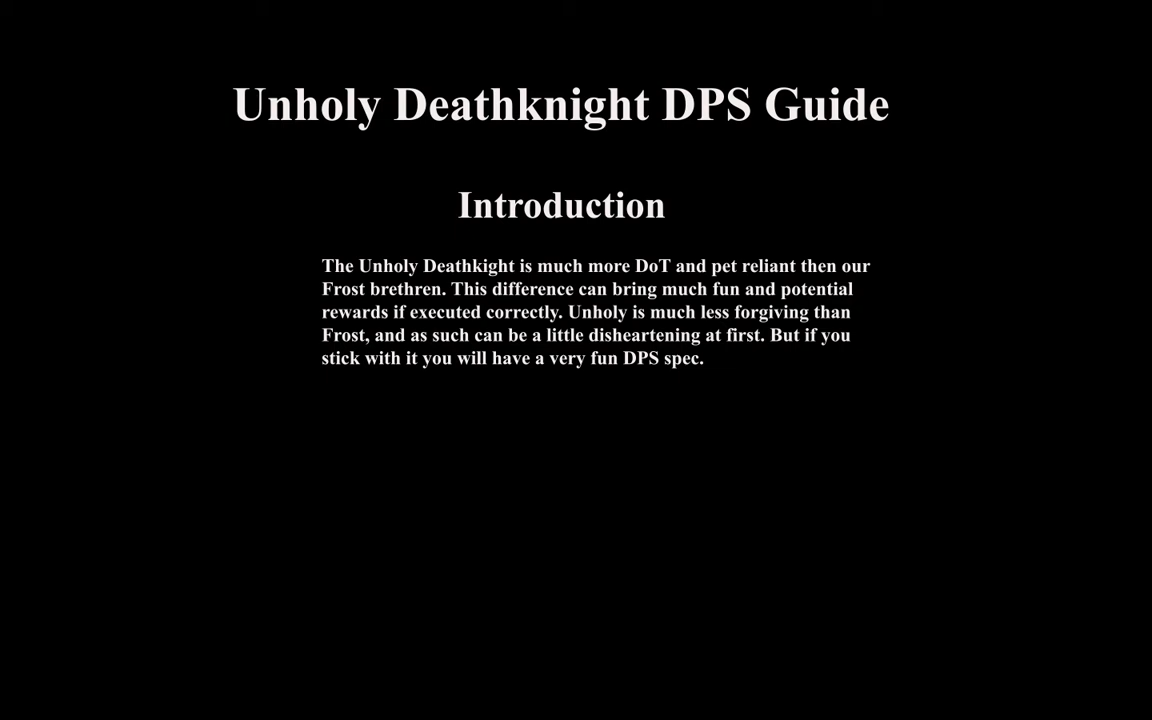 Unholy Deathknight DPS Guide
Introduction
The Unholy Deathkight is much more DoT and pet reliant then our
Frost brethren. This difference can bring much fun and potential
rewards if executed correctly. Unholy is much less forgiving than
Frost, and as such can be a little disheartening at first. But if you
stick with it you will have a very fun DPS spec.